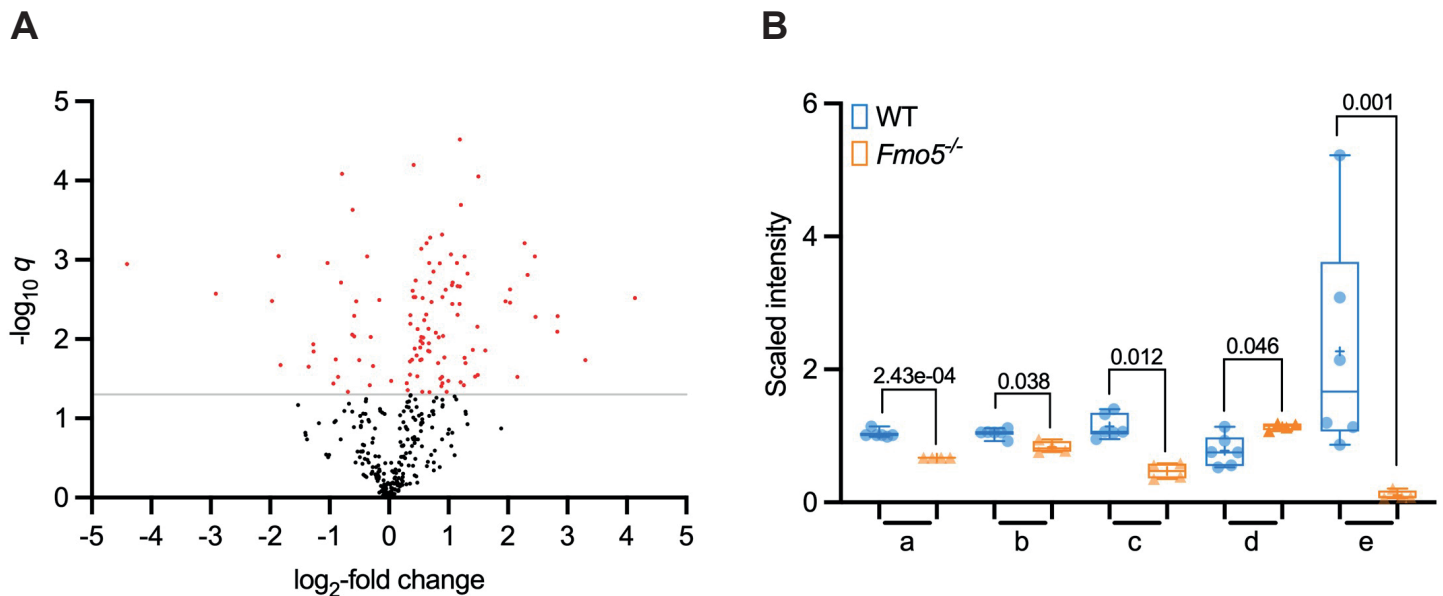 A
B
5
4
3
2
1
0
-log10 q
-5 -4 -3 -2 -1 0 1 2 3 4 5
log2-fold change
6
4
2
0
Scaled intensity
WT
Fmo5-/-
2.43e-04
0.038
0.012
0.046
0.001
a b c d e